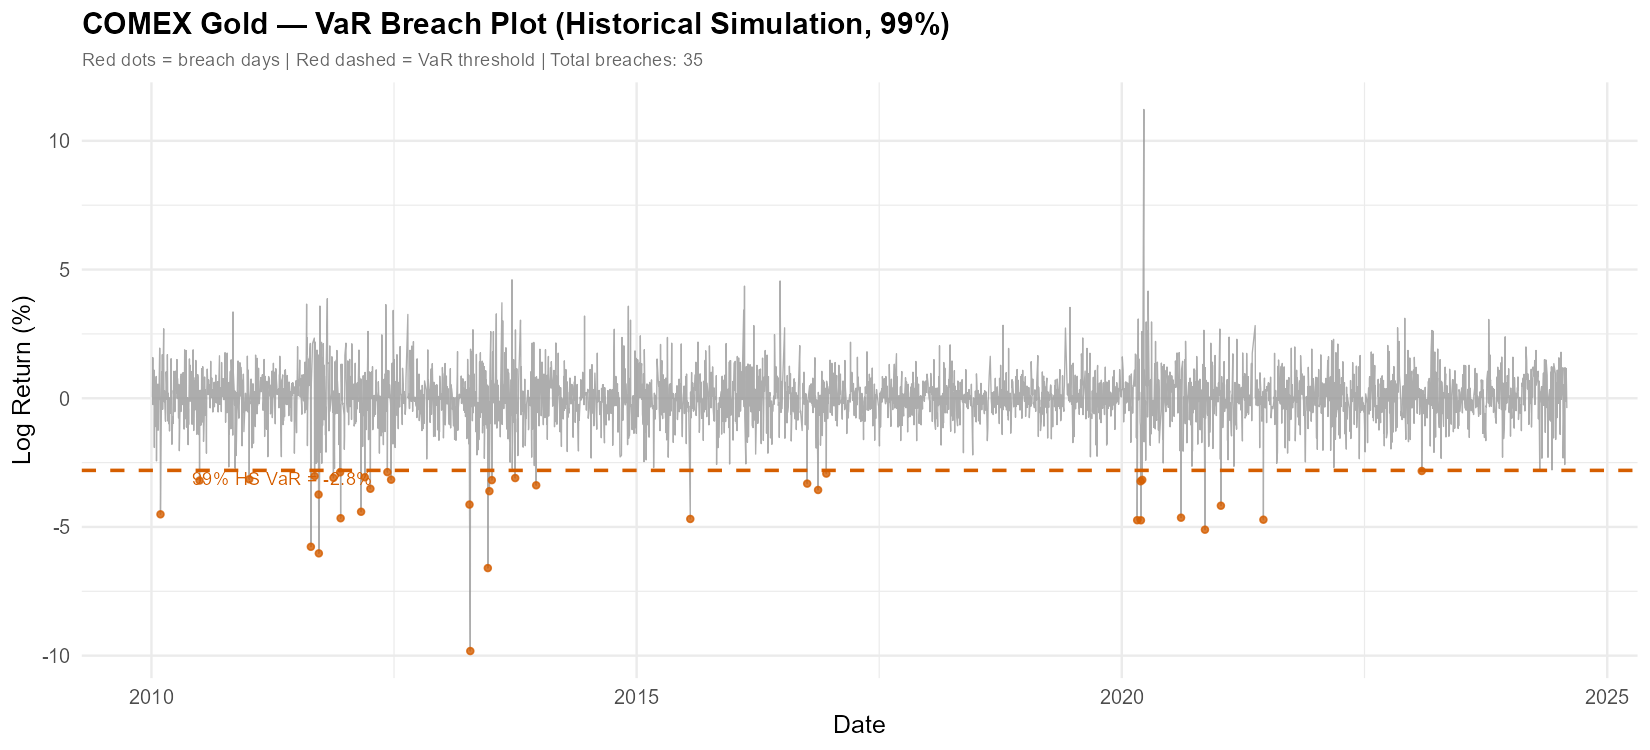 COMEX Gold — VaR Breach Plot (Historical Simulation, 99%)
Red dots = breach days | Red dashed = VaR threshold | Total breaches: 35
Log Return (%)
10
5
0
-5
-10
99% HS VaR = -2.8%
2010
2015
2020
2025
Date